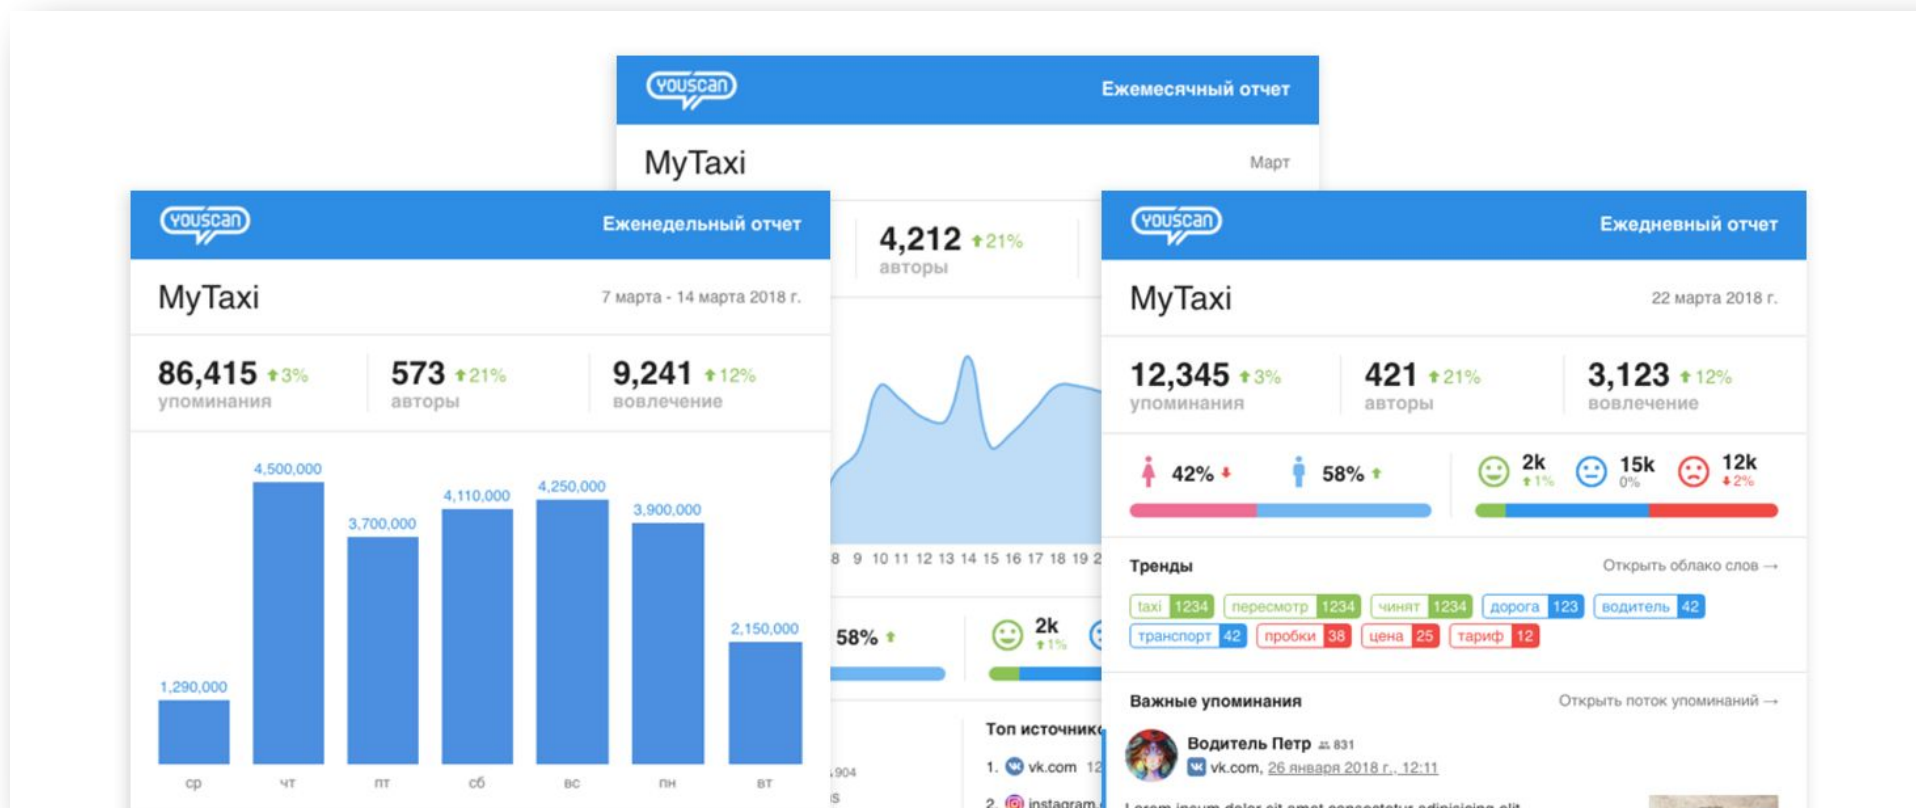 youscan
Ежемесячный отчет
MyTaxi
Март
4,212 21%
авторы
8 9 10 11 12 13 14 15 16 17 18 19
58%
2k
1%
Топ
1. vk.com
904
2. instagram
youscan
Еженедельный отчет
MyTaxi
7 марта - 14 марта 2018 г.
86,415 3%
упоминания
573 21%
авторы
9,241 12%
вовлечение
4,500,000
4,250,000
4,110,000
3,900,000
3,700,000
2,150,000
1,290,000
ср чт пт сб вс пн вт
youscan
Ежедневный отчет
MyTaxi
22 марта 2018 г.
12,345 3%
упоминания
421 21%
авторы
3,123 12%
вовлечение
42%
58%
2k
1%
15k
0%
12k
2%
Тренды
Открыть облако слов →
taxi 1234 пересмотр 1234 чинят 1234 дорога 123 водитель 42
транспорт 42 пробки 38 цена 25 тариф 12
Важные упоминания
Открыть поток упоминаний →
Водитель Петр 831
vk.com, 26 января 2018 г., 12:11